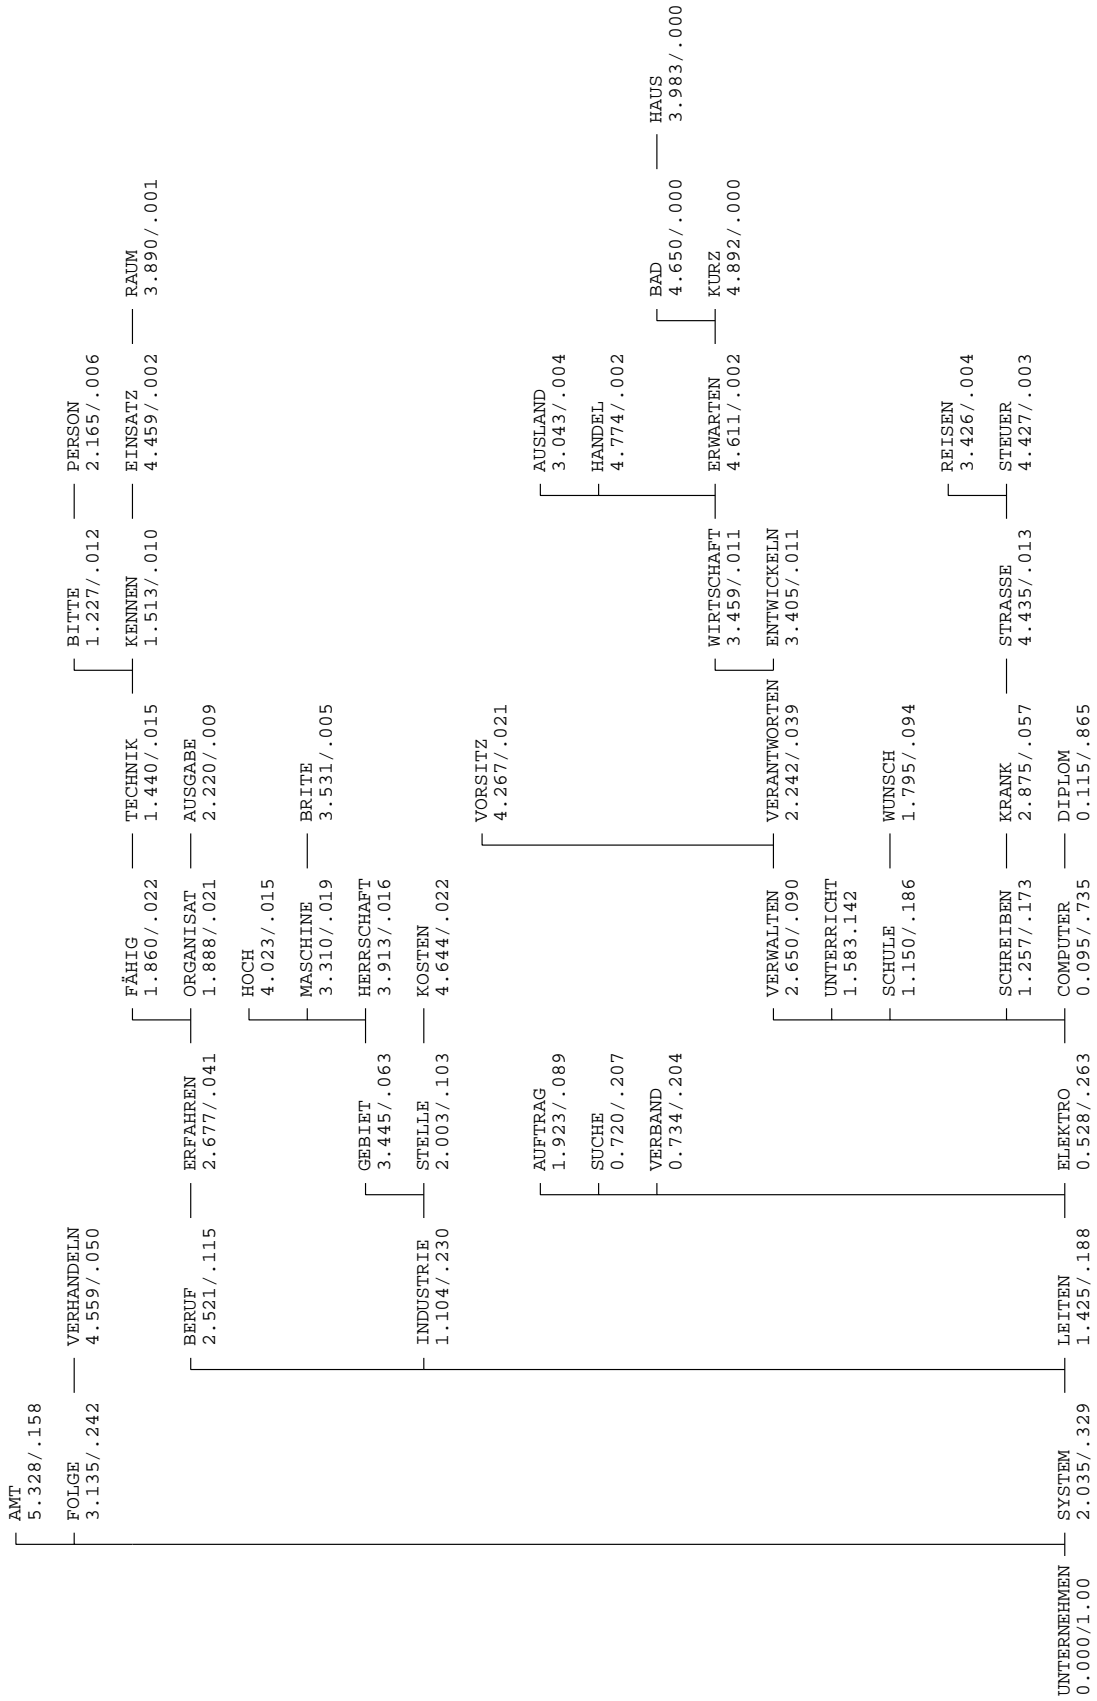 AMT
5.328/.158
FOLGE
3.135/.242
VERHANDELN
4.559/.050
BITTE
1.227/.012
PERSON
2.165/.006
FÄHIG
1.860/.022
TECHNIK
1.440/.015
KENNEN
1.513/.010
EINSATZ
4.459/.002
RAUM
3.890/.001
BERUF
2.521/.115
ERFAHREN
2.677/.041
ORGANISAT
1.888/.021
AUSGABE
2.220/.009
HOCH
4.023/.015
MASCHINE
3.310/.019
BRITE
3.531/.005
GEBIET
3.445/.063
HERRSCHAFT
3.913/.016
INDUSTRIE
1.104/.230
STELLE
2.003/.103
KOSTEN
4.644/.022
VORSITZ
4.267/.021
AUFTRAG
1.923/.089
AUSLAND
3.043/.004
SUCHE
0.720/.207
HANDEL
4.774/.002
VERBAND
0.734/.204
BAD
4.650/.000
HAUS
3.983/.000
WIRTSCHAFT
3.459/.011
ERWARTEN
4.611/.002
KURZ
4.892/.000
VERWALTEN
2.650/.090
VERANTWORTEN
2.242/.039
ENTWICKELN
3.405/.011
UNTERRICHT
1.583.142
SCHULE
1.150/.186
WUNSCH
1.795/.094
REISEN
3.426/.004
SCHREIBEN
1.257/.173
KRANK
2.875/.057
STRASSE
4.435/.013
STEUER
4.427/.003
UNTERNEHMEN
0.000/1.00
SYSTEM
2.035/.329
LEITEN
1.425/.188
ELEKTRO
0.528/.263
COMPUTER
0.095/.735
DIPLOM
0.115/.865